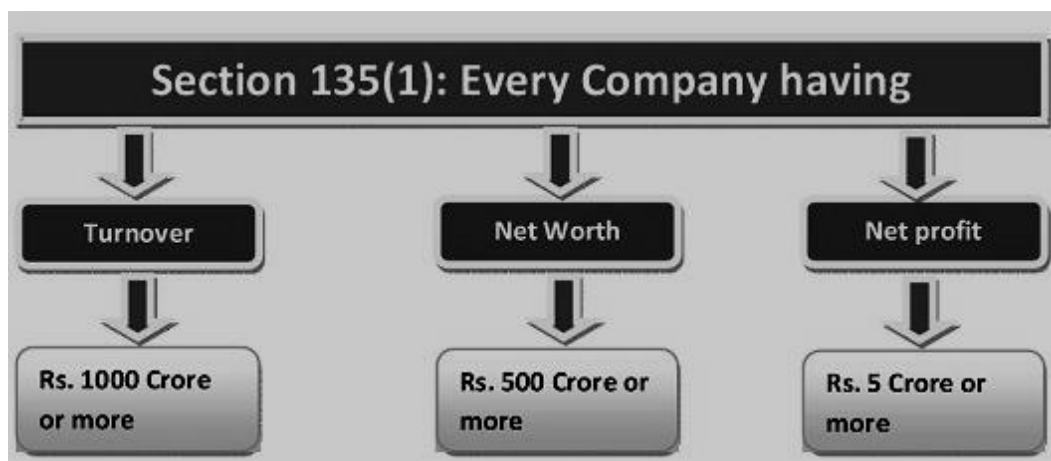 Section 135(1): Every Company having
Turnover
Net Worth
Net profit
Rs. 1000 Crore
or more
Rs. 500 Crore or
more
Rs. 5 Crore or
more